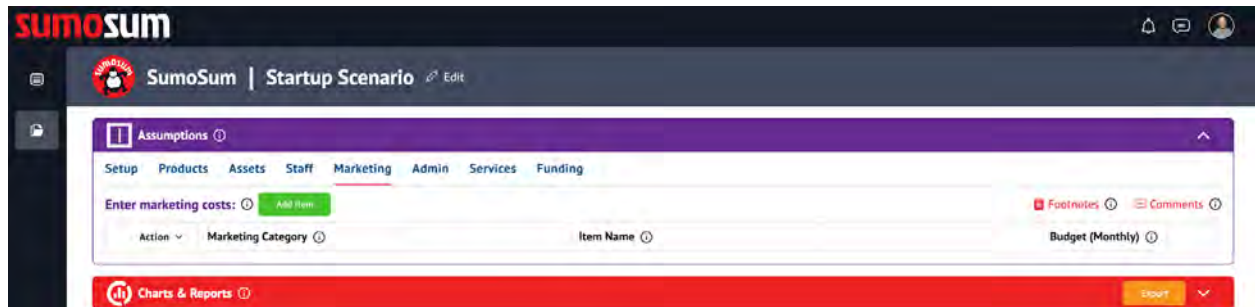 sumosum
SumoSum | Startup Scenario Edit
Assumptions
Setup Products Assets Staff Marketing Admin Services Funding
Enter marketing costs: Add Item Footnotes Comments
Action Marketing Category Item Name Budget (Monthly)
Charts & Reports Export